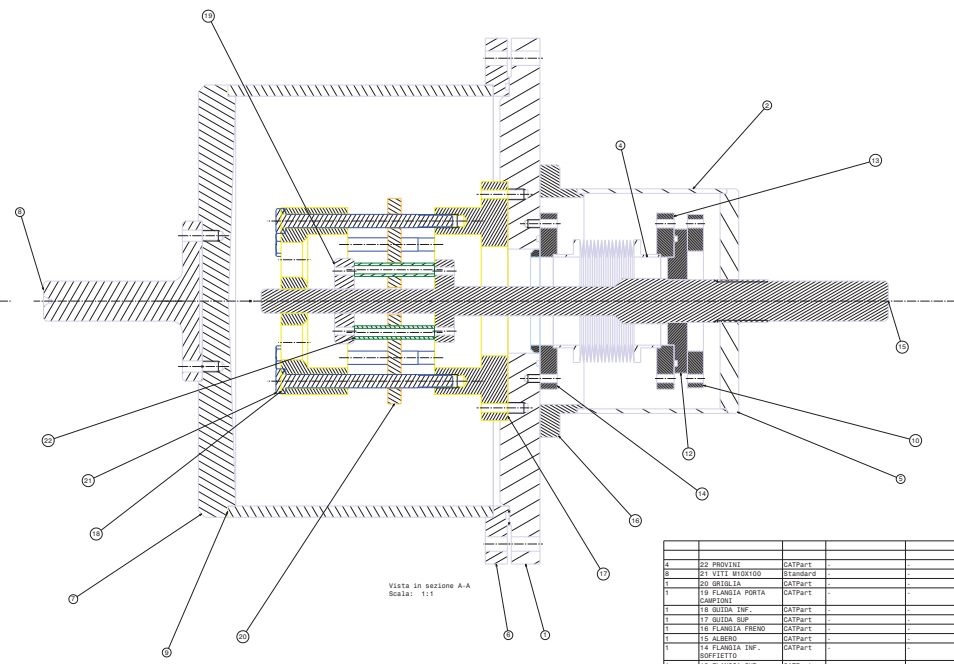 19
2
4
13
8
15
22
10
12
21
5
14
16
18
17
7
20
6
1
9
Vista in sezione A-A
Scala: 1:1
4 22 PROVINI CATPart - -
8 21 VITI M10X100 Standard - -
1 20 GRIGLIA CATPart - -
1 19 FLANGIA PORTA CAMPIONI CATPart - -
1 18 GUIDA INF. CATPart - -
1 17 GUIDA SUP CATPart - -
1 16 FLANGIA FRENO CATPart - -
1 15 ALBERO CATPart - -
1 14 FLANGIA INF. SOFFIETTO CATPart - -